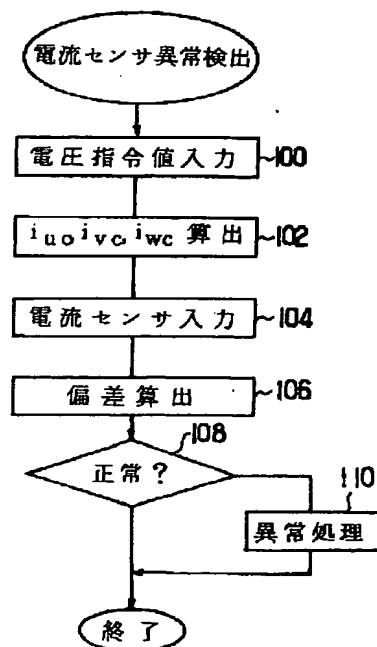 電流センサ異常検出
電圧指令値入力
100
iuo ivc, iwc 算出
102
電流センサ入力
104
偏差算出
106
108
正常?
110
異常処理
終了